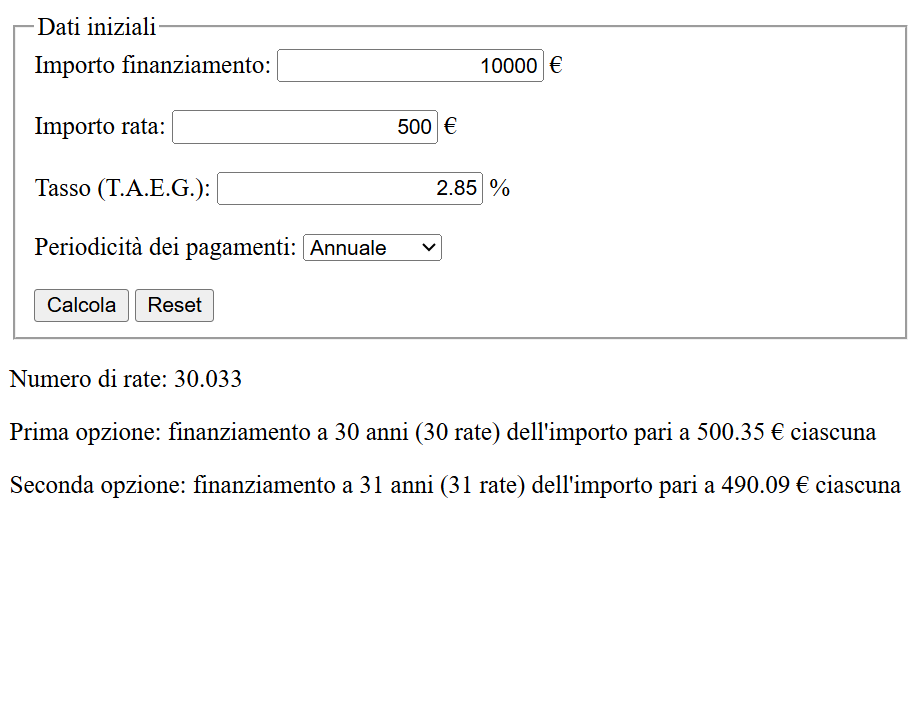 Dati iniziali
Importo finanziamento: 10000 €
Importo rata: 500 €
Tasso (T.A.E.G.): 2.85 %
Periodicità dei pagamenti: Annuale
Calcola Reset
Numero di rate: 30.033
Prima opzione: finanziamento a 30 anni (30 rate) dell'importo pari a 500.35 € ciascuna
Seconda opzione: finanziamento a 31 anni (31 rate) dell'importo pari a 490.09 € ciascuna